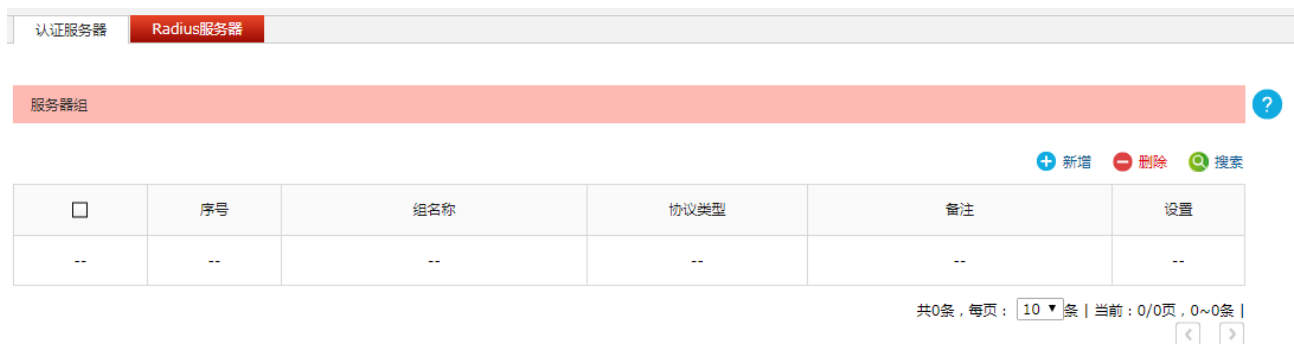 认证服务器 Radius服务器
服务器组
?
新增 删除 搜索
序号 组名称 协议类型 备注 设置
-- -- -- -- -- --
共0条，每页： 10 条 | 当前：0/0页，0~0条 |
< >